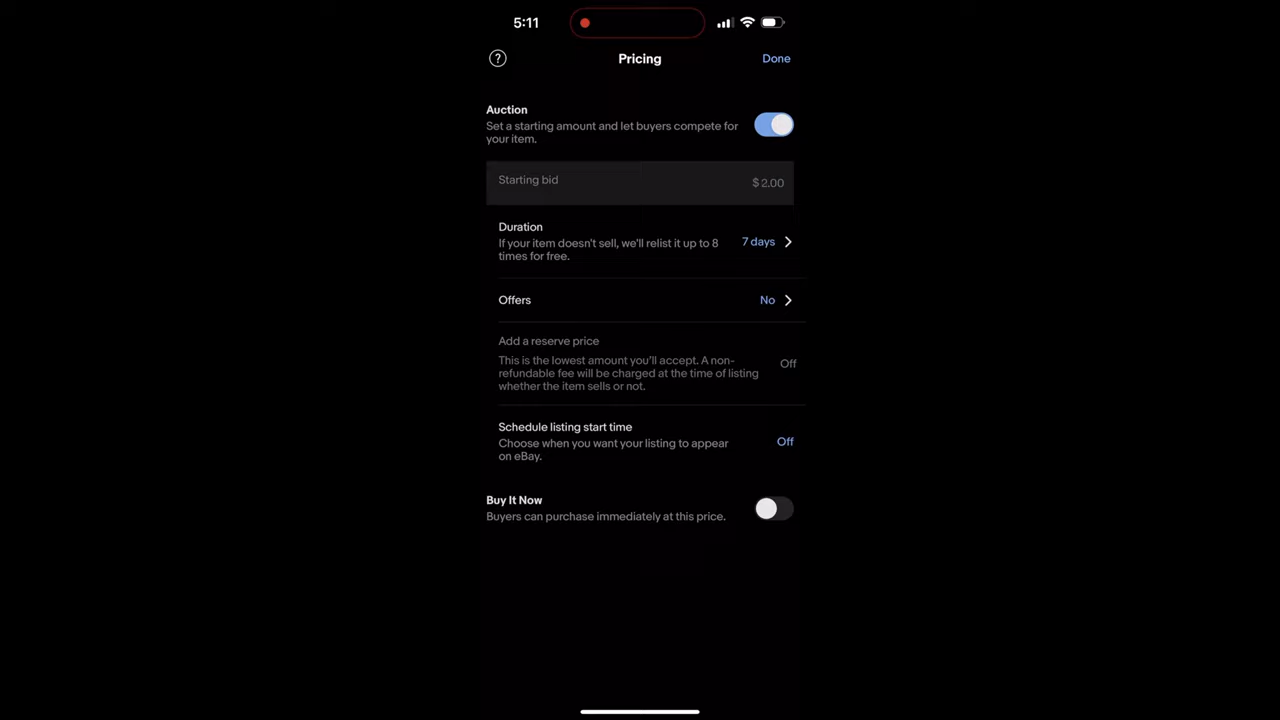 5:11
?
Pricing
Done
Auction
Set a starting amount and let buyers compete for
your item.
Starting bid
$ 2.00
Duration
If your item doesn't sell, we'll relist it up to 8
times for free.
7 days
Offers
No
Add a reserve price
This is the lowest amount you'll accept. A non-
refundable fee will be charged at the time of listing
whether the item sells or not.
Off
Schedule listing start time
Choose when you want your listing to appear
on eBay.
Off
Buy It Now
Buyers can purchase immediately at this price.